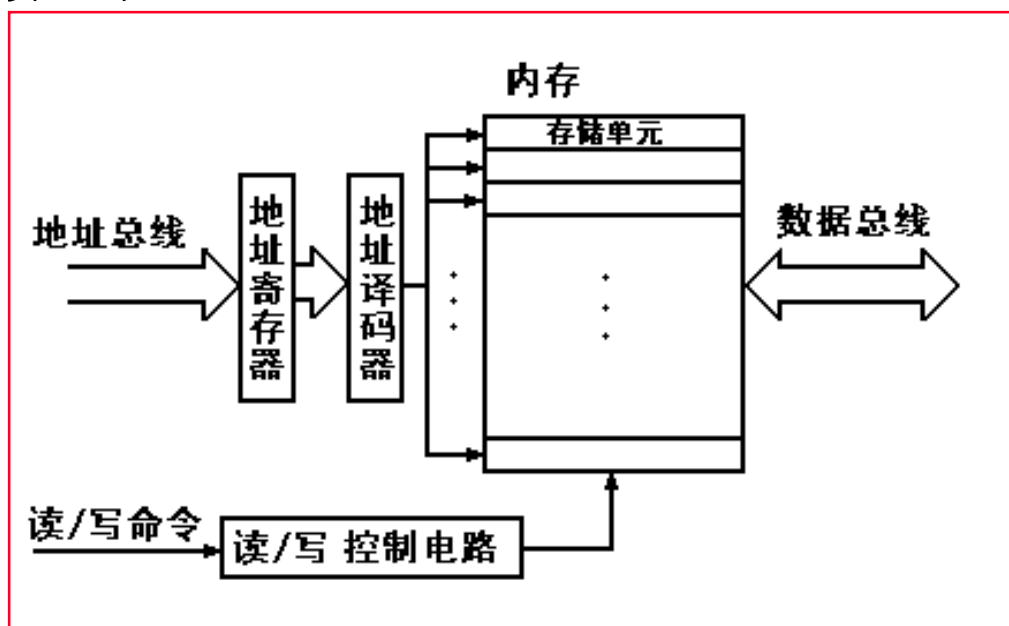 内存
存储单元
地址总线
地址寄存器
地址译码器
数据总线
读/写命令
读/写 控制电路